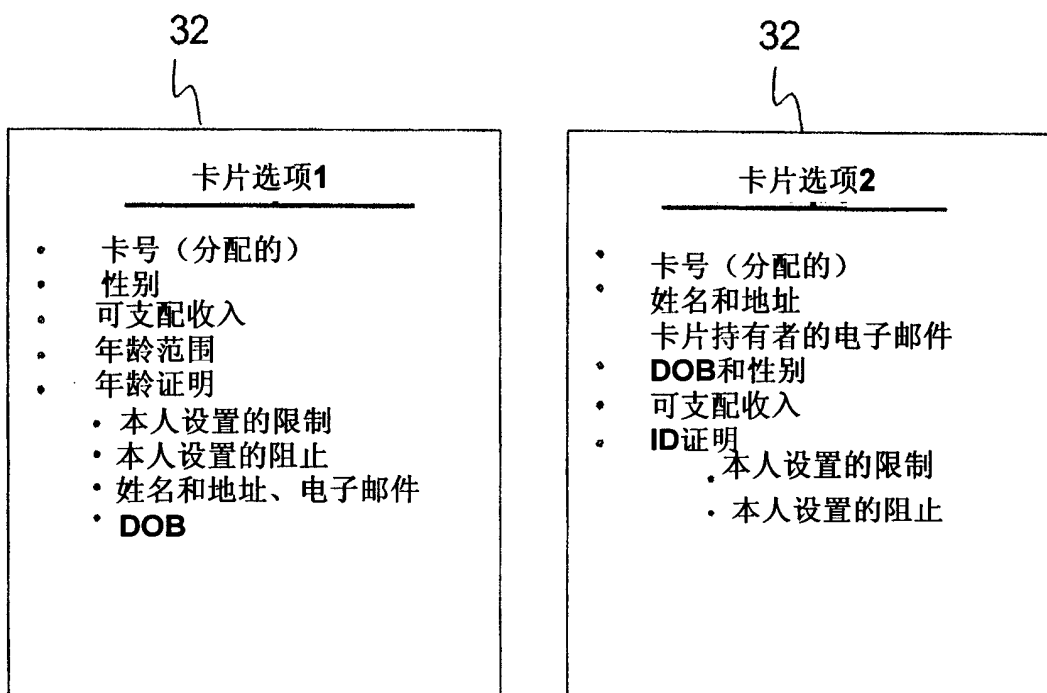 32
卡片选项1
• 卡号（分配的）
• 性别
• 可支配收入
• 年龄范围
• 年龄证明
• 本人设置的限制
• 本人设置的阻止
• 姓名和地址、电子邮件
• DOB
32
卡片选项2
• 卡号（分配的）
• 姓名和地址
卡片持有者的电子邮件
• DOB和性别
• 可支配收入
• ID证明
• 本人设置的限制
• 本人设置的阻止